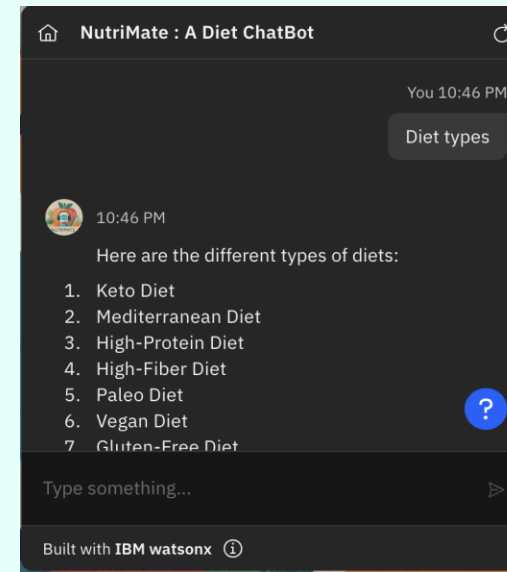 NutriMate : A Diet ChatBot
You 10:46 PM
Diet types
10:46 PM
Here are the different types of diets:
1. Keto Diet
2. Mediterranean Diet
3. High-Protein Diet
4. High-Fiber Diet
5. Paleo Diet
6. Vegan Diet
7. Gluten-Free Diet
?
Type something...
Built with IBM watsonx